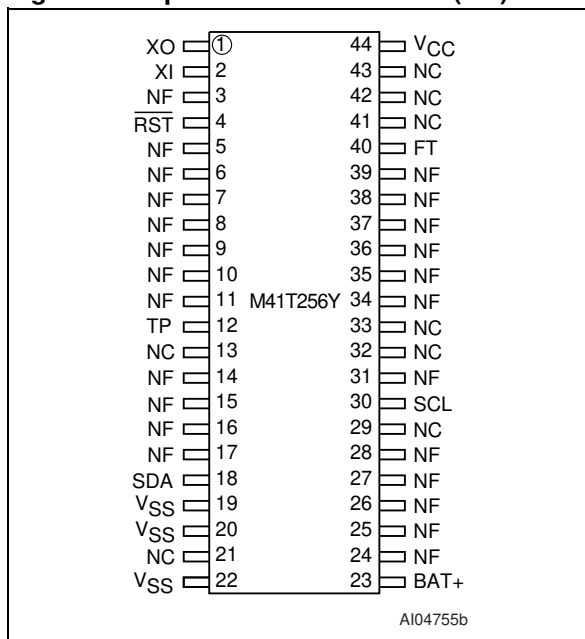 XO 1 44 VCC
XI 2 43 NC
NF 3 42 NC
RST 4 41 NC
NF 5 40 FT
NF 6 39 NF
NF 7 38 NF
NF 8 37 NF
NF 9 36 NF
NF 10 35 NF
NF 11 M41T256Y 34 NF
TP 12 33 NC
NC 13 32 NC
NF 14 31 NF
NF 15 30 SCL
NF 16 29 NC
NF 17 28 NF
SDA 18 27 NF
VSS 19 26 NF
VSS 20 25 NF
NC 21 24 NF
VSS 22 23 BAT+
AI04755b